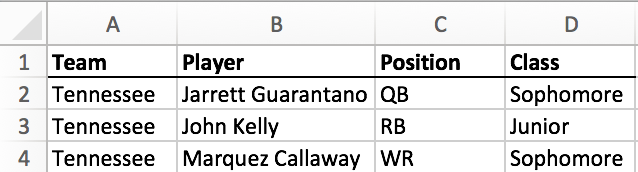 A B C D
1 Team Player Position Class
2 Tennessee Jarrett Guarantano QB Sophomore
3 Tennessee John Kelly RB Junior
4 Tennessee Marquez Callaway WR Sophomore